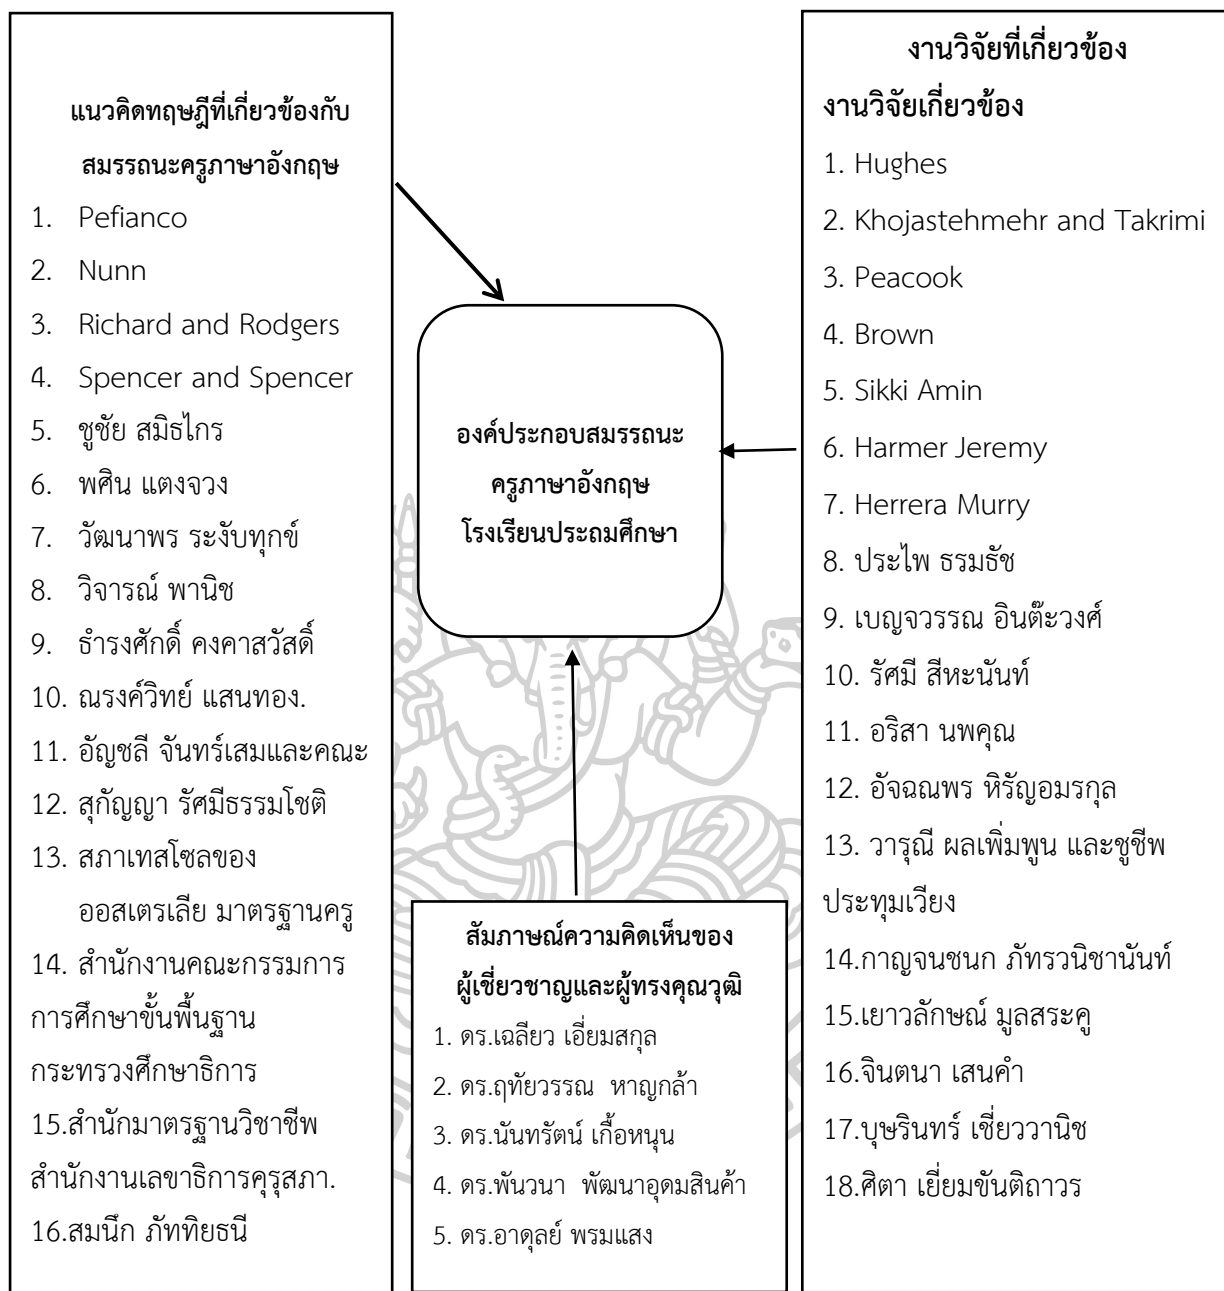 แนวคิดทฤษฎีที่เกี่ยวข้องกับ
สมรรถนะครูภาษาอังกฤษ
1. Pefianco
2. Nunn
3. Richard and Rodgers
4. Spencer and Spencer
5. ชูชัย สมิธไกร
6. พศิน แตงจวง
7. วัฒนาพร ระงับทุกข์
8. วิจารณ์ พานิช
9. ธำรงศักดิ์ คงคาสวัสดิ์
10. ณรงค์วิทย์ แสนทอง.
11. อัญชลี จันทร์เสมและคณะ
12. สุกัญญา รัศมีธรรมโชติ
13. สภาเทสโซลของ
ออสเตรเลีย มาตรฐานครู
14. สำนักงานคณะกรรมการ
การศึกษาขั้นพื้นฐาน
กระทรวงศึกษาธิการ
15.สำนักมาตรฐานวิชาชีพ
สำนักงานเลขาธิการคุรุสภา.
16.สมนึก ภัททิยธนี
องค์ประกอบสมรรถนะ
ครูภาษาอังกฤษ
โรงเรียนประถมศึกษา
สัมภาษณ์ความคิดเห็นของ
ผู้เชี่ยวชาญและผู้ทรงคุณวุฒิ
1. ดร.เฉลียว เอี่ยมสกุล
2. ดร.ฤทัยวรรณ หาญกล้า
3. ดร.นันทรัตน์ เกื้อหนุน
4. ดร.พันวนา พัฒนาอุดมสินค้า
5. ดร.อาดุลย์ พรมแสง
งานวิจัยที่เกี่ยวข้อง
งานวิจัยเกี่ยวข้อง
1. Hughes
2. Khojastehmehr and Takrimi
3. Peacook
4. Brown
5. Sikki Amin
6. Harmer Jeremy
7. Herrera Murry
8. ประไพ ธรมธัช
9. เบญจวรรณ อินต๊ะวงศ์
10. รัศมี สีหะนันท์
11. อริสา นพคุณ
12. อัจฉณพร หิรัญอมรกุล
13. วารุณี ผลเพิ่มพูน และชูชีพ
ประทุมเวียง
14.กาญจนชนก ภัทรวนิชานันท์
15.เยาวลักษณ์ มูลสระคู
16.จินตนา เสนคำ
17.บุษรินทร์ เชี่ยววานิช
18.ศิตา เยี่ยมขันติถาวร